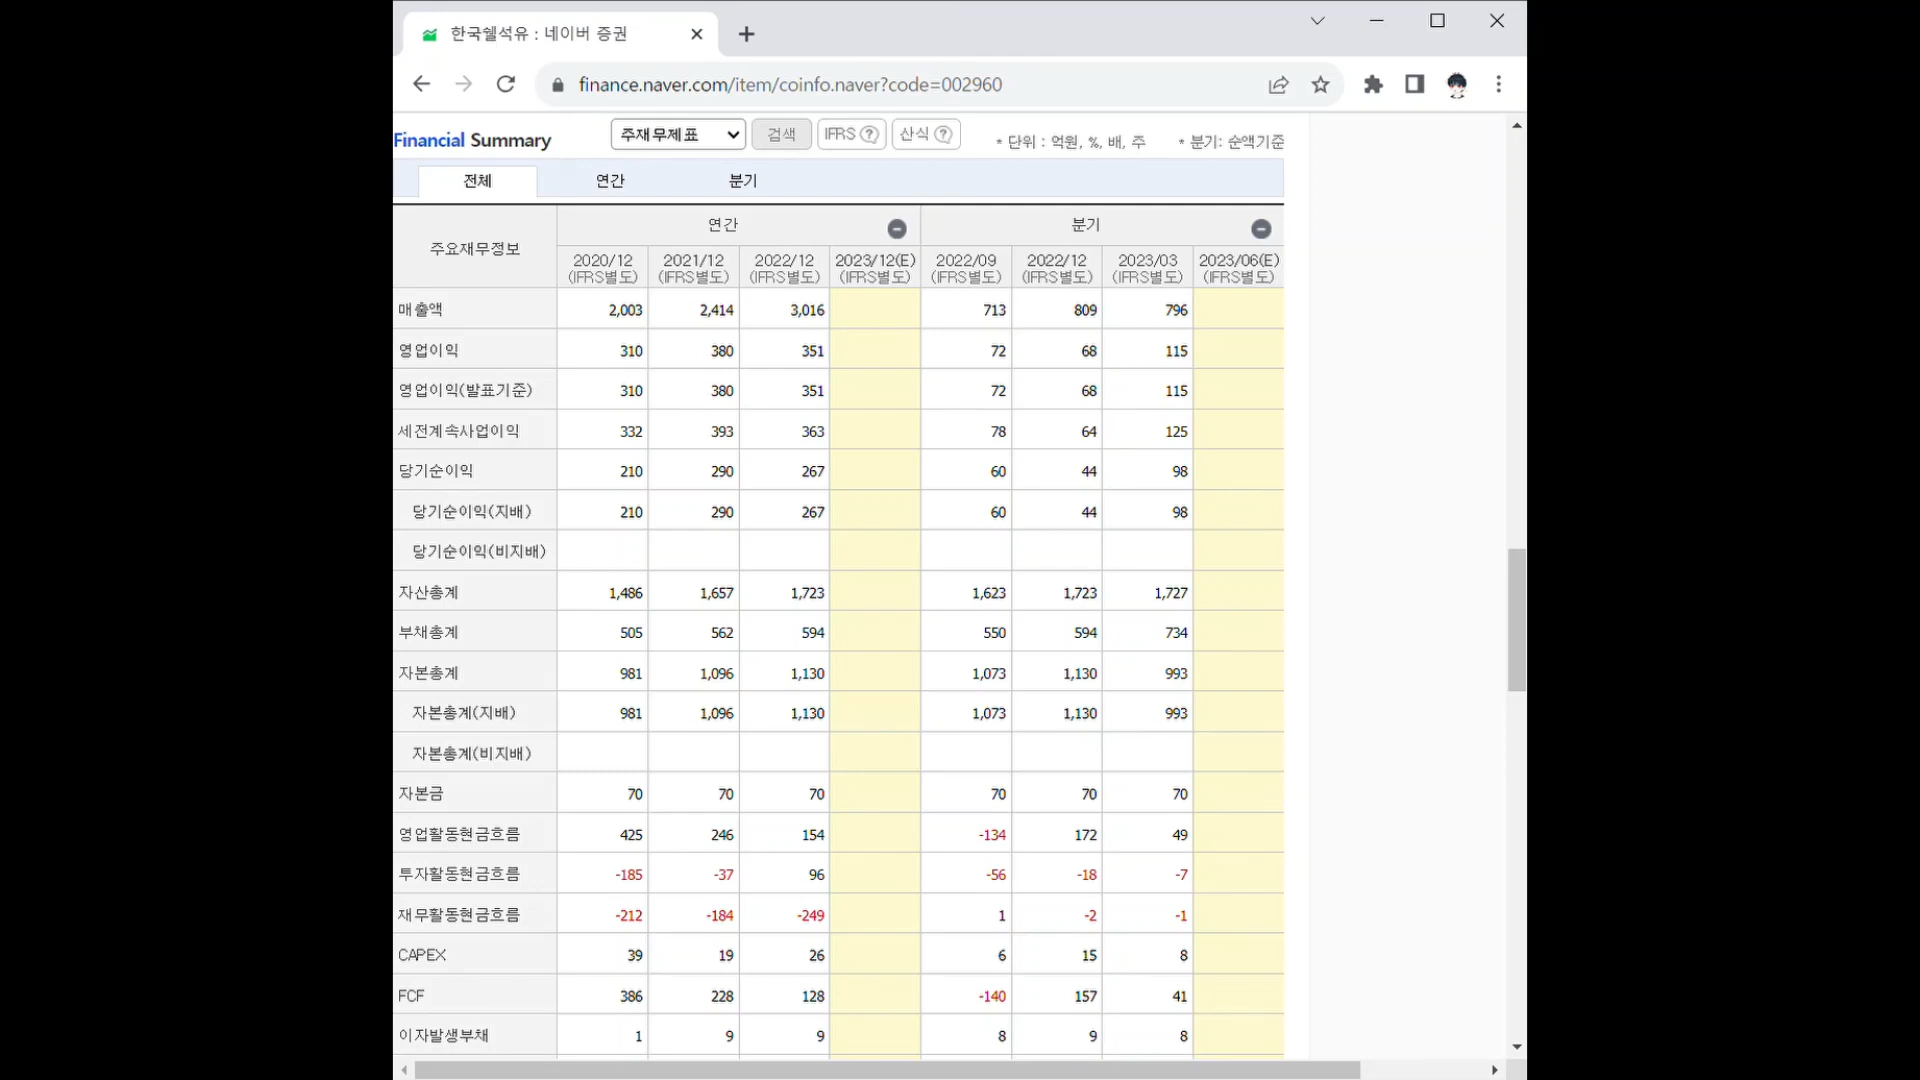 한국쉘석유 : 네이버 증권
finance.naver.com/item/coinfo.naver?code=002960
Financial Summary 주재무제표 검색 IFRS ? 산식 ? * 단위 : 억원, %, 배, 주 * 분기: 순액기준
전체 연간 분기
주요재무정보 연간 분기
2020/12 2021/12 2022/12 2023/12(E) 2022/09 2022/12 2023/03 2023/06(E)
(IFRS별도) (IFRS별도) (IFRS별도) (IFRS별도) (IFRS별도) (IFRS별도) (IFRS별도) (IFRS별도)
매출액 2,003 2,414 3,016 713 809 796
영업이익 310 380 351 72 68 115
영업이익(발표기준) 310 380 351 72 68 115
세전계속사업이익 332 393 363 78 64 125
당기순이익 210 290 267 60 44 98
당기순이익(지배) 210 290 267 60 44 98
당기순이익(비지배)
자산총계 1,486 1,657 1,723 1,623 1,723 1,727
부채총계 505 562 594 550 594 734
자본총계 981 1,096 1,130 1,073 1,130 993
자본총계(지배) 981 1,096 1,130 1,073 1,130 993
자본총계(비지배)
자본금 70 70 70 70 70 70
영업활동현금흐름 425 246 154 -134 172 49
투자활동현금흐름 -185 -37 96 -56 -18 -7
재무활동현금흐름 -212 -184 -249 1 -2 -1
CAPEX 39 19 26 6 15 8
FCF 386 228 128 -140 157 41
이자발생부채 1 9 9 8 9 8